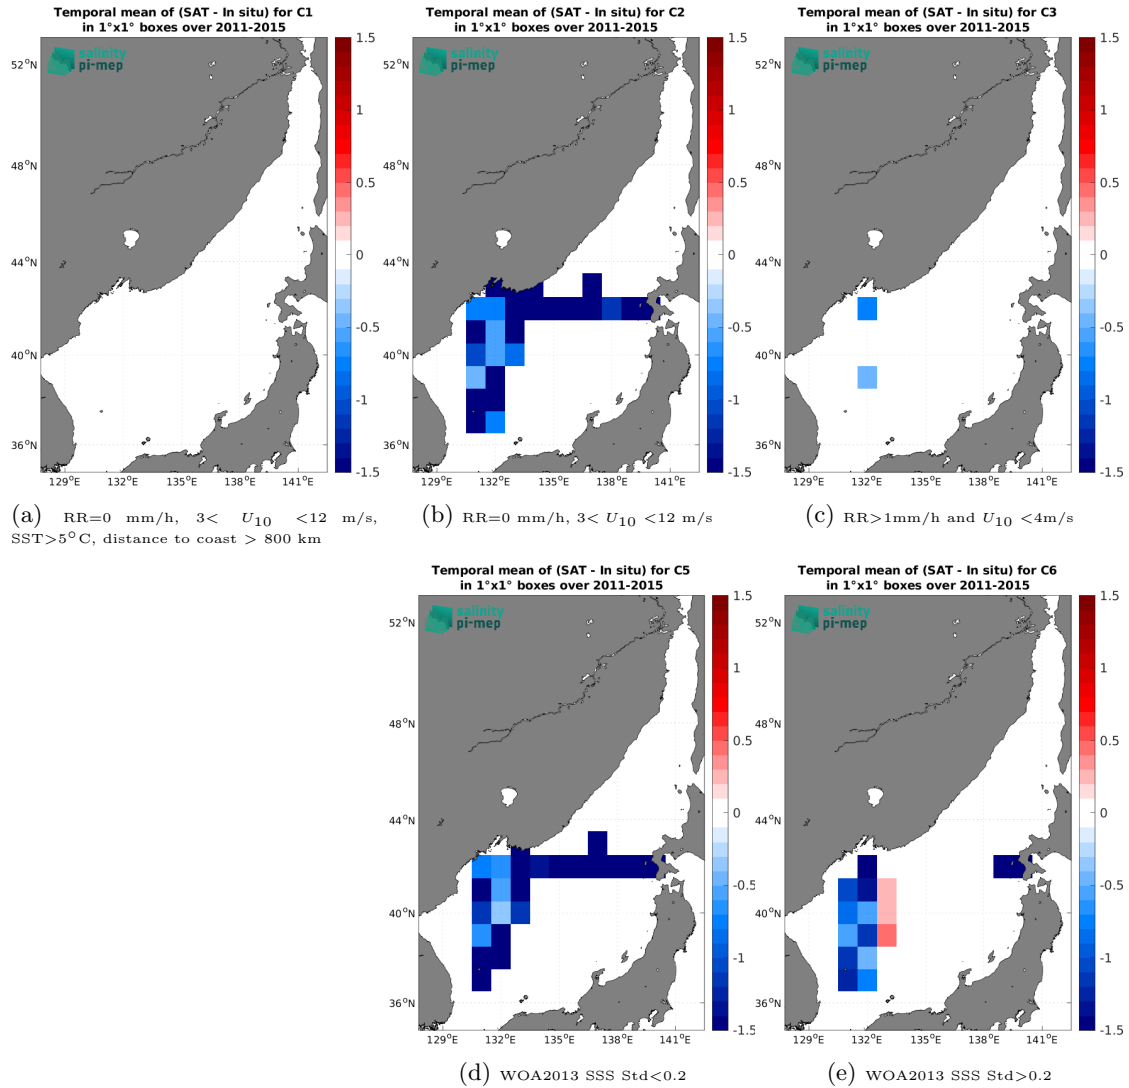 Temporal mean of (SAT - In situ) for C1
in 1°x1° boxes over 2011-2015
salinity
pi-mep
52°N
48°N
44°N
40°N
36°N
129°E 132°E 135°E 138°E 141°E
1.5
1
0.5
0
-0.5
-1
-1.5
(a) RR=0 mm/h, 3< U10 <12 m/s,
SST>5°C, distance to coast > 800 km
Temporal mean of (SAT - In situ) for C2
in 1°x1° boxes over 2011-2015
salinity
pi-mep
52°N
48°N
44°N
40°N
36°N
129°E 132°E 135°E 138°E 141°E
1.5
1
0.5
0
-0.5
-1
-1.5
(b) RR=0 mm/h, 3< U10 <12 m/s
Temporal mean of (SAT - In situ) for C3
in 1°x1° boxes over 2011-2015
salinity
pi-mep
52°N
48°N
44°N
40°N
36°N
129°E 132°E 135°E 138°E 141°E
1.5
1
0.5
0
-0.5
-1
-1.5
(c) RR>1mm/h and U10 <4m/s
Temporal mean of (SAT - In situ) for C5
in 1°x1° boxes over 2011-2015
salinity
pi-mep
52°N
48°N
44°N
40°N
36°N
129°E 132°E 135°E 138°E 141°E
1.5
1
0.5
0
-0.5
-1
-1.5
(d) WOA2013 SSS Std<0.2
Temporal mean of (SAT - In situ) for C6
in 1°x1° boxes over 2011-2015
salinity
pi-mep
52°N
48°N
44°N
40°N
36°N
129°E 132°E 135°E 138°E 141°E
1.5
1
0.5
0
-0.5
-1
-1.5
(e) WOA2013 SSS Std>0.2